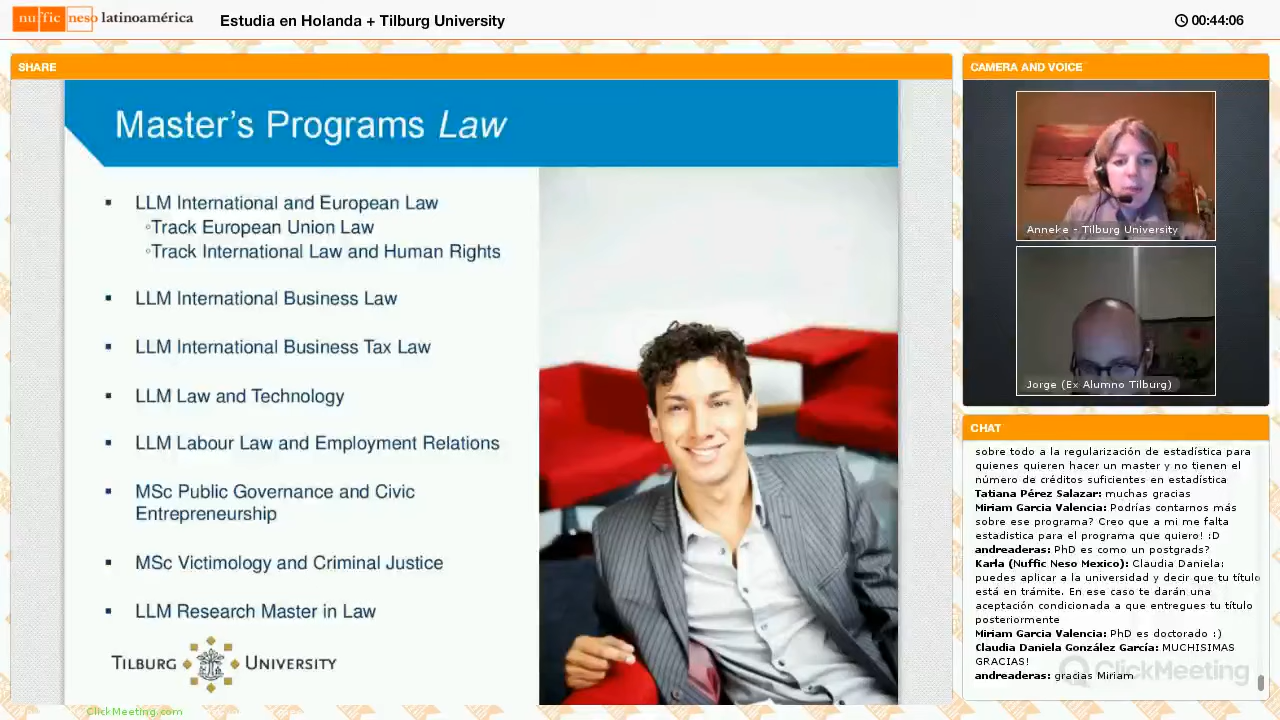 nuffic neso latinoamérica
Estudia en Holanda + Tilburg University
00:44:06
SHARE
Master's Programs Law
▪ LLM International and European Law
◦Track European Union Law
◦Track International Law and Human Rights
▪ LLM International Business Law
▪ LLM International Business Tax Law
▪ LLM Law and Technology
▪ LLM Labour Law and Employment Relations
▪ MSc Public Governance and Civic
Entrepreneurship
▪ MSc Victimology and Criminal Justice
▪ LLM Research Master in Law
TILBURG UNIVERSITY
ClickMeeting.com
CAMERA AND VOICE
Anneke - Tilburg University
Jorge (Ex Alumno Tilburg)
CHAT
sobre todo a la regularización de estadística para
quienes quieren hacer un master y no tienen el
número de créditos suficientes en estadística
Tatiana Pérez Salazar: muchas gracias
Miriam Garcia Valencia: Podrías contarnos más
sobre ese programa? Creo que a mi me falta
estadistica para el programa que quiero! :D
andreaderas: PhD es como un postgrads?
Karla (Nuffic Neso Mexico): Claudia Daniela:
puedes aplicar a la universidad y decir que tu título
está en trámite. En ese caso te darán una
aceptación condicionada a que entregues tu título
posteriormente
Miriam Garcia Valencia: PhD es doctorado :)
Claudia Daniela González García: MUCHISIMAS
GRACIAS!
andreaderas: gracias Miriam
ClickMeeting